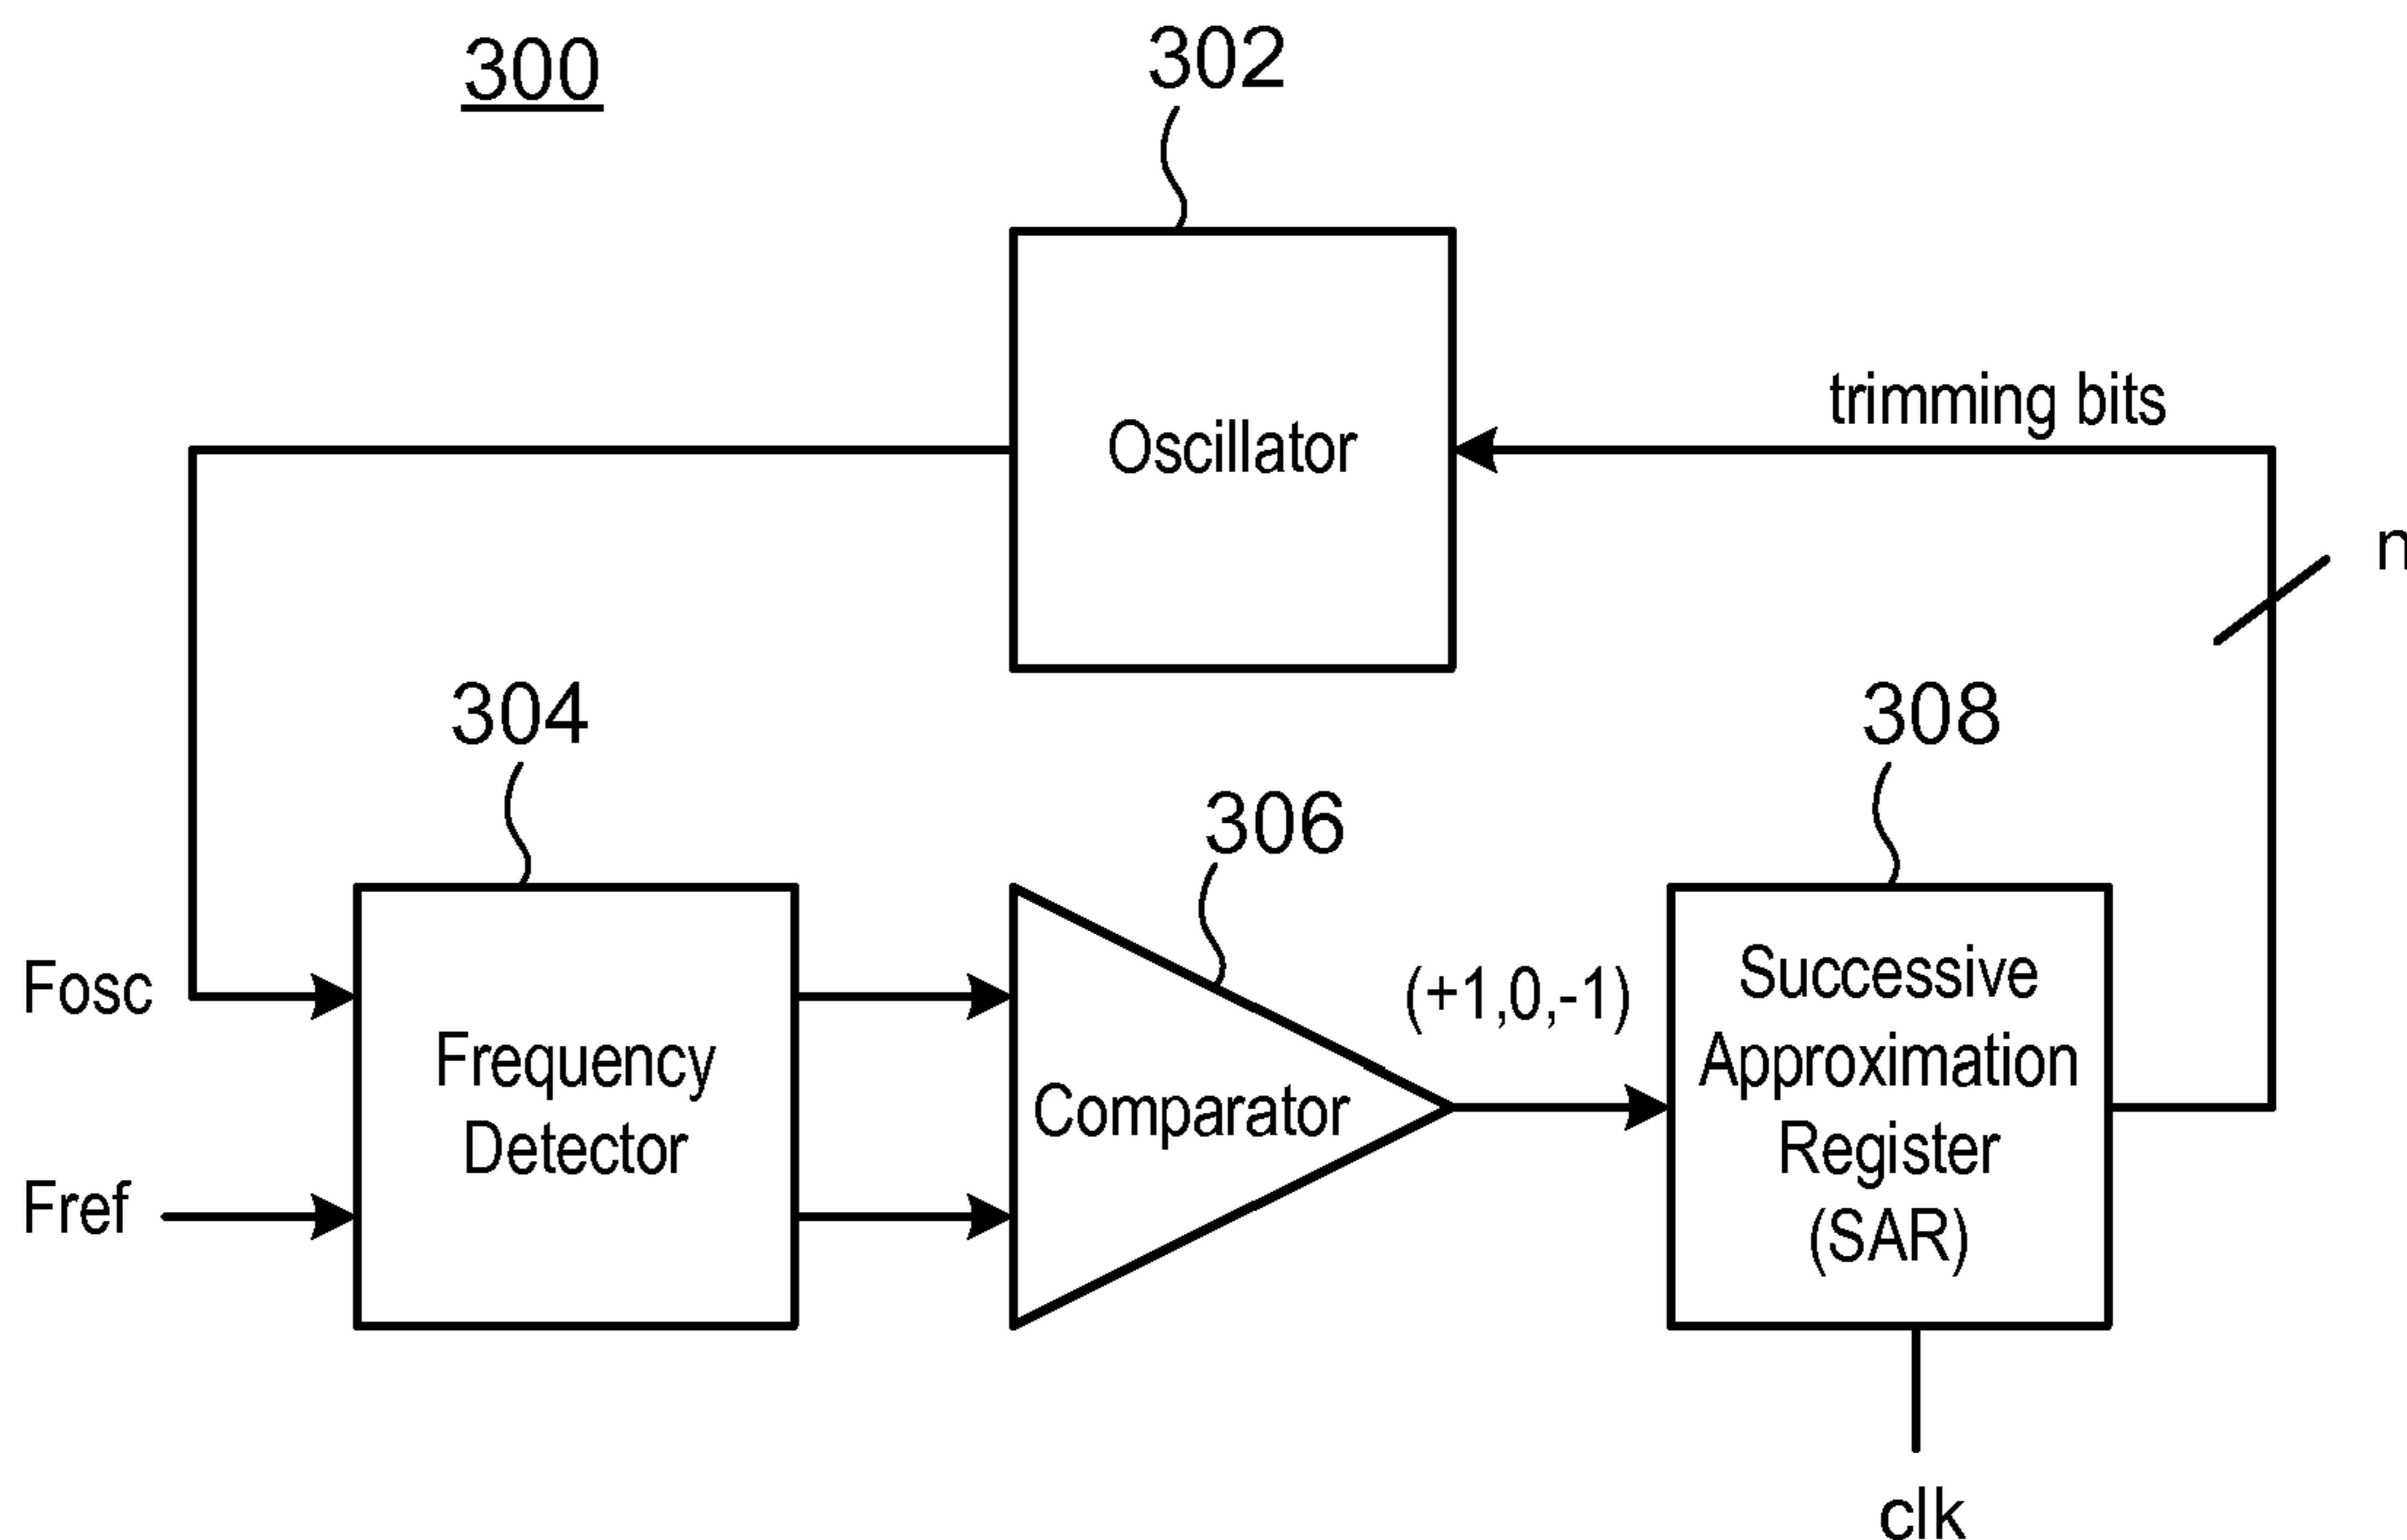 300
302
Oscillator
trimming bits
n
304
306
308
Fosc
Fref
Frequency
Detector
Comparator
(+1,0,-1)
Successive
Approximation
Register
(SAR)
clk